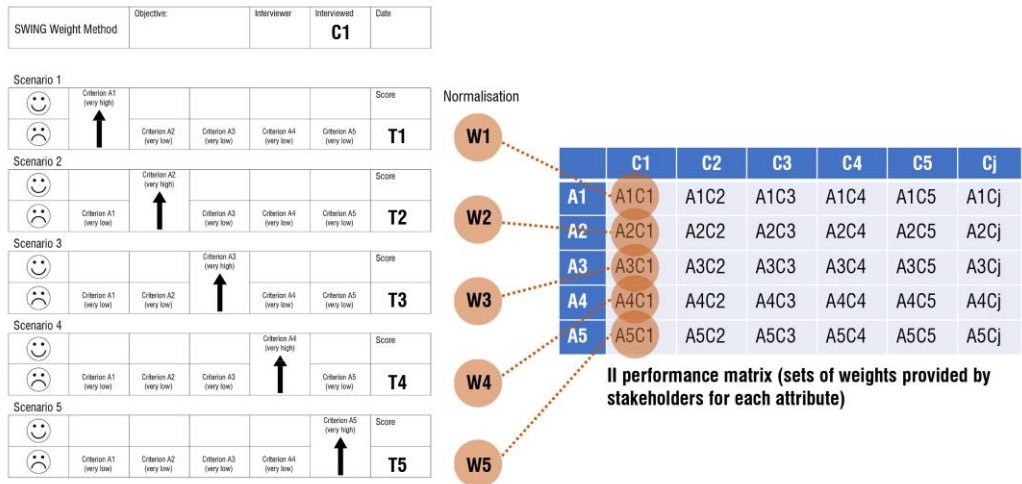 SWING Weight Method
Objective:
Interviewer
Interviewed
C1
Date
Scenario 1
Criterion A1
(very high)
Score
Criterion A2
(very low)
Criterion A3
(very low)
Criterion A4
(very low)
Criterion A5
(very low)
T1
Scenario 2
Criterion A2
(very high)
Score
Criterion A1
(very low)
Criterion A3
(very low)
Criterion A4
(very low)
Criterion A5
(very low)
T2
Scenario 3
Criterion A3
(very high)
Score
Criterion A1
(very low)
Criterion A2
(very low)
Criterion A4
(very low)
Criterion A5
(very low)
T3
Scenario 4
Criterion A4
(very high)
Score
Criterion A1
(very low)
Criterion A2
(very low)
Criterion A3
(very low)
Criterion A5
(very low)
T4
Scenario 5
Criterion A5
(very high)
Score
Criterion A1
(very low)
Criterion A2
(very low)
Criterion A3
(very low)
Criterion A4
(very low)
T5
Normalisation
W1
W2
W3
W4
W5
C1 C2 C3 C4 C5 Cj
A1 A1C1 A1C2 A1C3 A1C4 A1C5 A1Cj
A2 A2C1 A2C2 A2C3 A2C4 A2C5 A2Cj
A3 A3C1 A3C2 A3C3 A3C4 A3C5 A3Cj
A4 A4C1 A4C2 A4C3 A4C4 A4C5 A4Cj
A5 A5C1 A5C2 A5C3 A5C4 A5C5 A5Cj
II performance matrix (sets of weights provided by
stakeholders for each attribute)